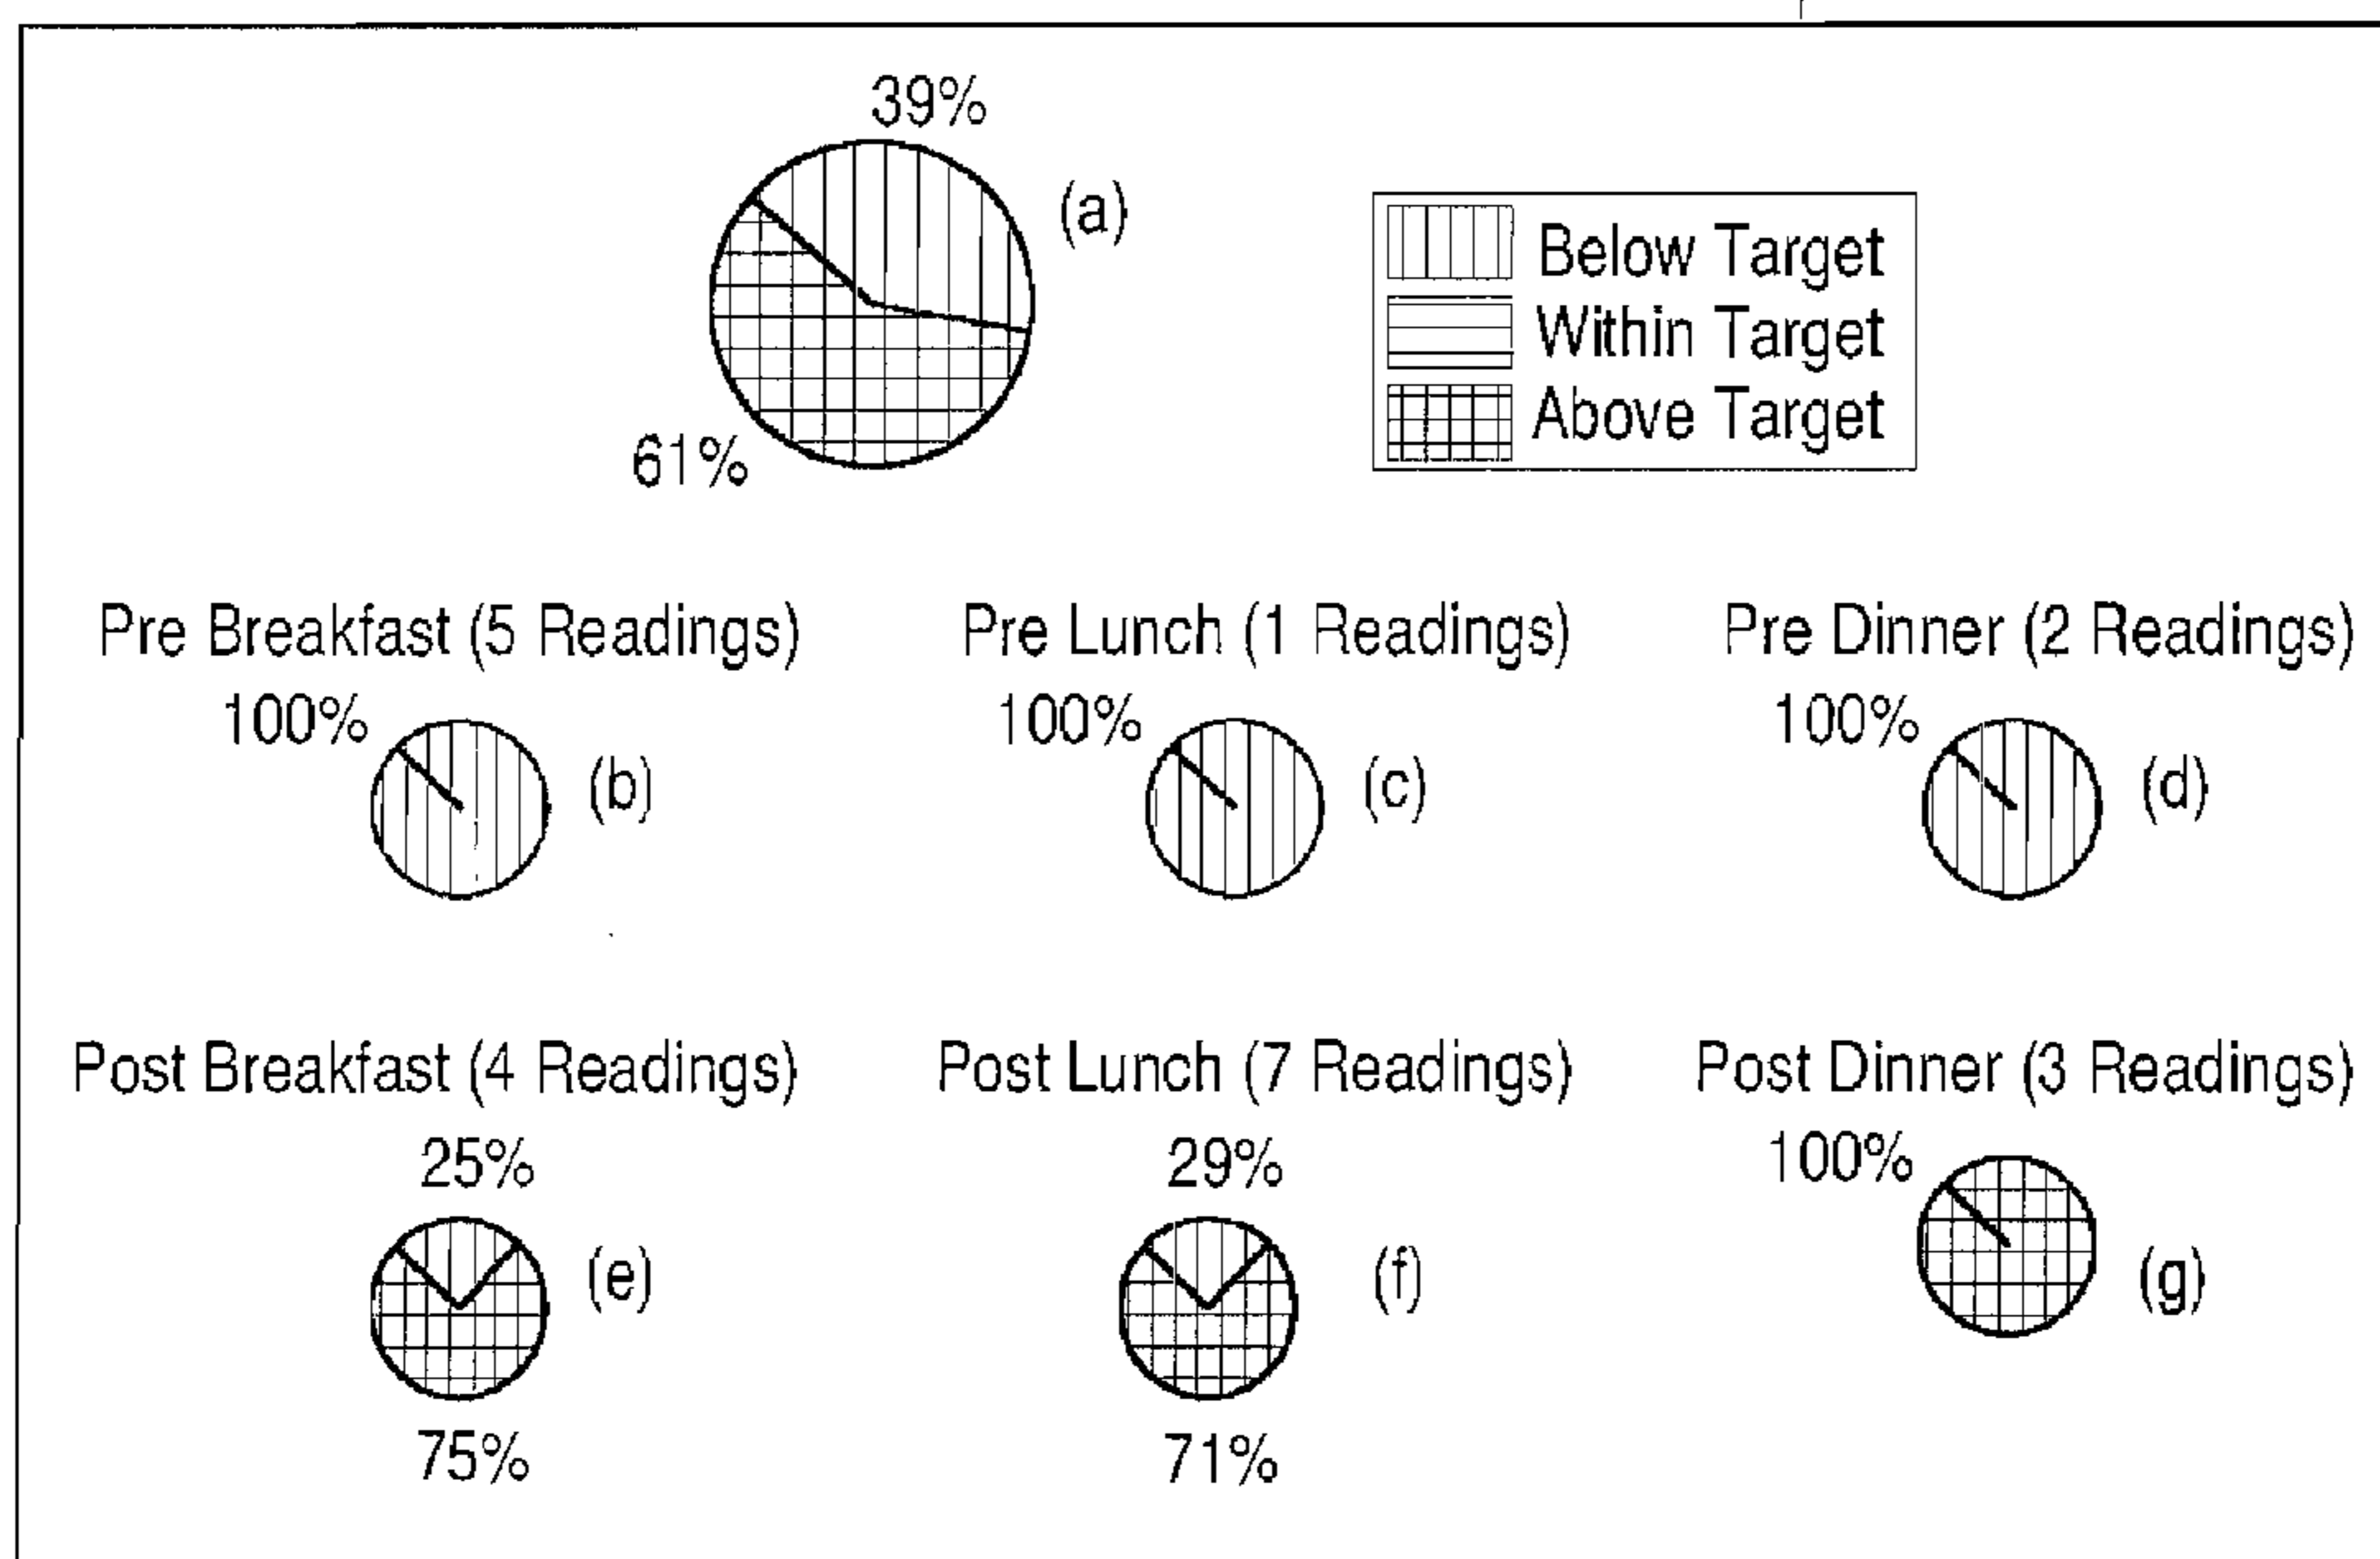 39%
(a)
61%
Below Target
Within Target
Above Target
Pre Breakfast (5 Readings)
100%
(b)
Pre Lunch (1 Readings)
100%
(c)
Pre Dinner (2 Readings)
100%
(d)
Post Breakfast (4 Readings)
25%
(e)
75%
Post Lunch (7 Readings)
29%
(f)
71%
Post Dinner (3 Readings)
100%
(g)